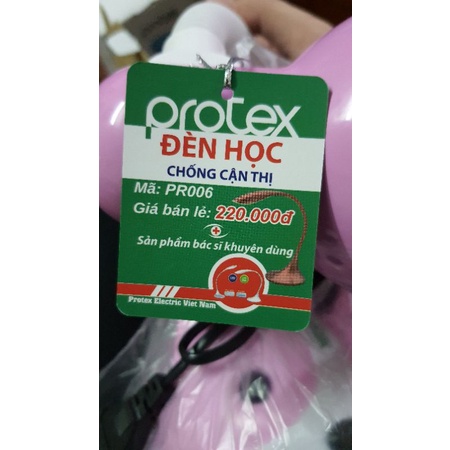 protex
ĐÈN HỌC
CHỐNG CẬN THỊ
Mã: PR006
Giá bán lẻ: 220.000đ
Sản phẩm bác sĩ khuyên dùng
Protex Electric Viet Nam